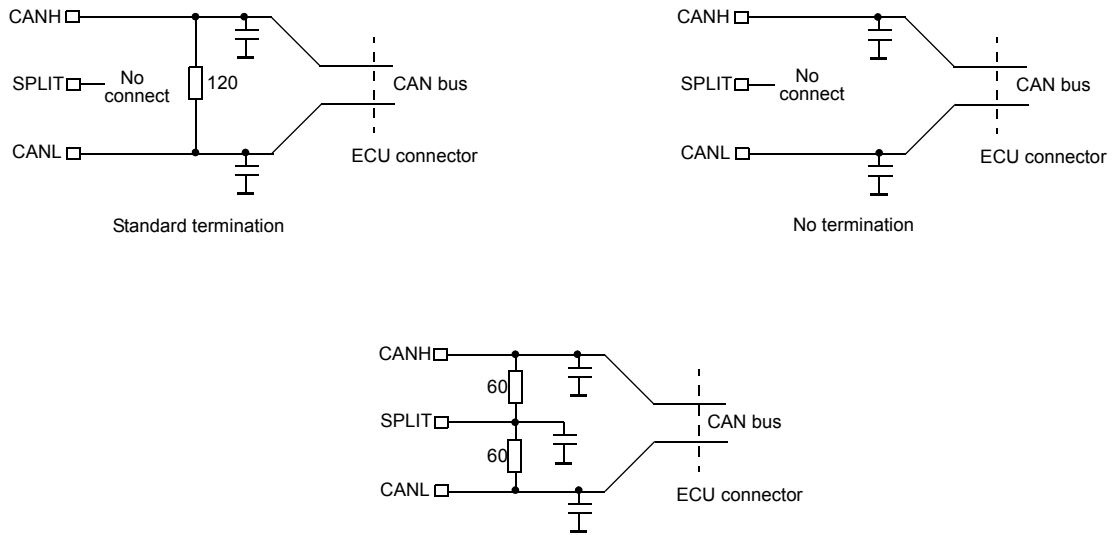 CANH
SPLIT
No
connect
120
CANL
CAN bus
ECU connector
Standard termination
CANH
SPLIT
No
connect
CANL
CAN bus
ECU connector
No termination
CANH
60
SPLIT
60
CANL
CAN bus
ECU connector